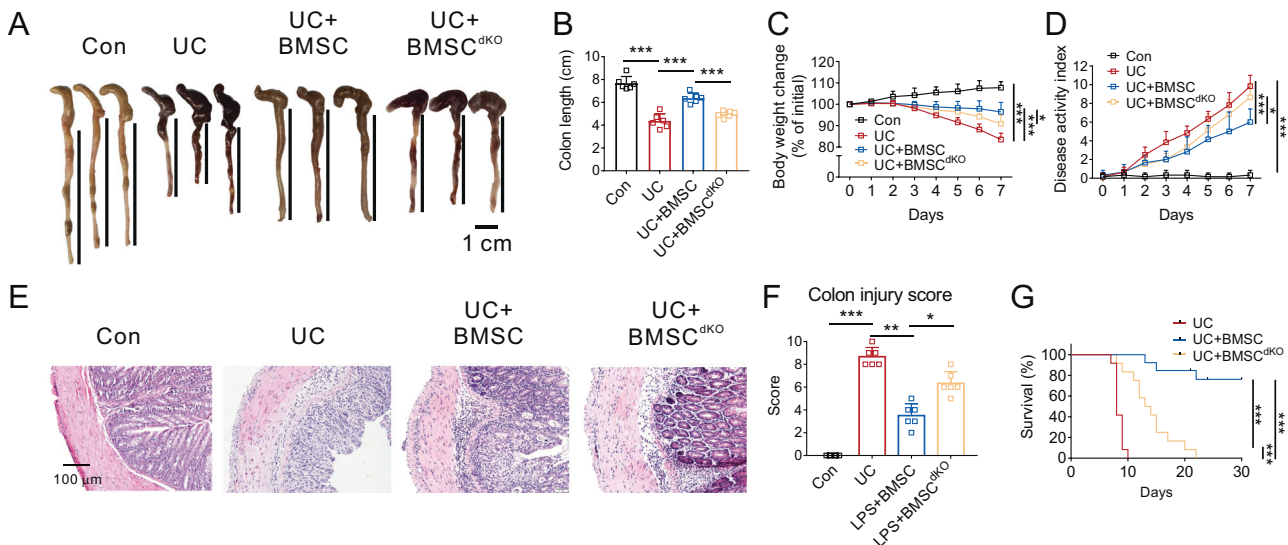 A
Con
UC
UC+
BMSC
UC+
BMSC^dKO
1 cm
B
Colon length (cm)
10
8
6
4
2
0
***
***
***
Con
UC
UC+BMSC
UC+BMSC^dKO
C
Body weight change
(% of initial)
120
110
100
90
80
0
Con
UC
UC+BMSC
UC+BMSC^dKO
0 1 2 3 4 5 6 7
Days
***
***
*
D
Disease activity index
12
10
8
6
4
2
0
Con
UC
UC+BMSC
UC+BMSC^dKO
0 1 2 3 4 5 6 7
Days
***
*
***
E
Con
UC
UC+
BMSC
UC+
BMSC^dKO
100 μm
F
Colon injury score
Score
10
8
6
4
2
0
***
**
*
Con
UC
LPS+BMSC
LPS+BMSC^dKO
G
UC
UC+BMSC
UC+BMSC^dKO
Survival (%)
100
80
60
40
20
0
0 10 20 30
Days
***
***
***